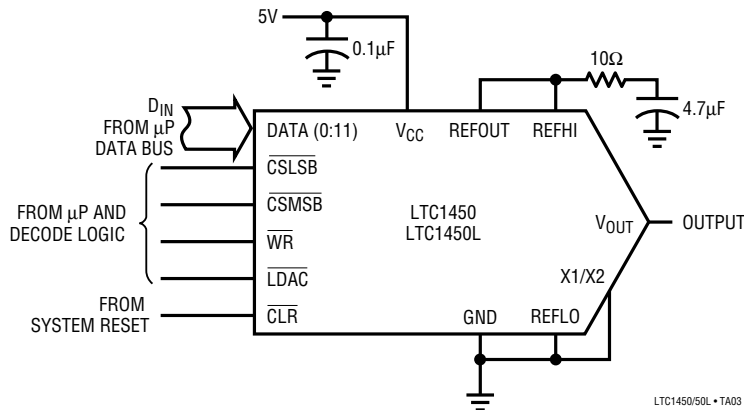 5V
0.1µF
10Ω
4.7µF
DIN
FROM µP
DATA BUS
DATA (0:11)
VCC
REFOUT
REFHI
CSLSB
CSMSB
WR
LDAC
CLR
FROM µP AND
DECODE LOGIC
FROM
SYSTEM RESET
LTC1450
LTC1450L
VOUT
OUTPUT
X1/X2
GND
REFLO
LTC1450/50L • TA03